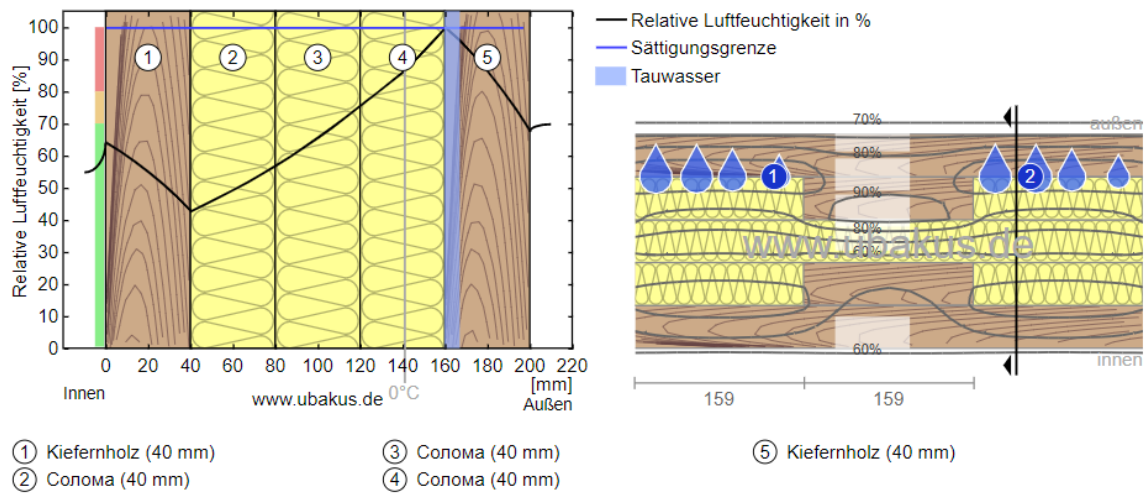 100
90
80
70
60
50
40
30
20
10
0
Relative Luftfeuchtigkeit [%]
1
2
3
4
5
0
20
40
60
80
100
120
140
160
180
200
220
[mm]
Innen
www.ubakus.de
0°C
Außen
Relative Luftfeuchtigkeit in %
Sättigungsgrenze
Tauwasser
70%
außen
90%
1
2
90%
80%
www.ubakus.de
60%
60%
innen
159
159
1 Kiefernholz (40 mm)
2 Солома (40 mm)
3 Солома (40 mm)
4 Солома (40 mm)
5 Kiefernholz (40 mm)